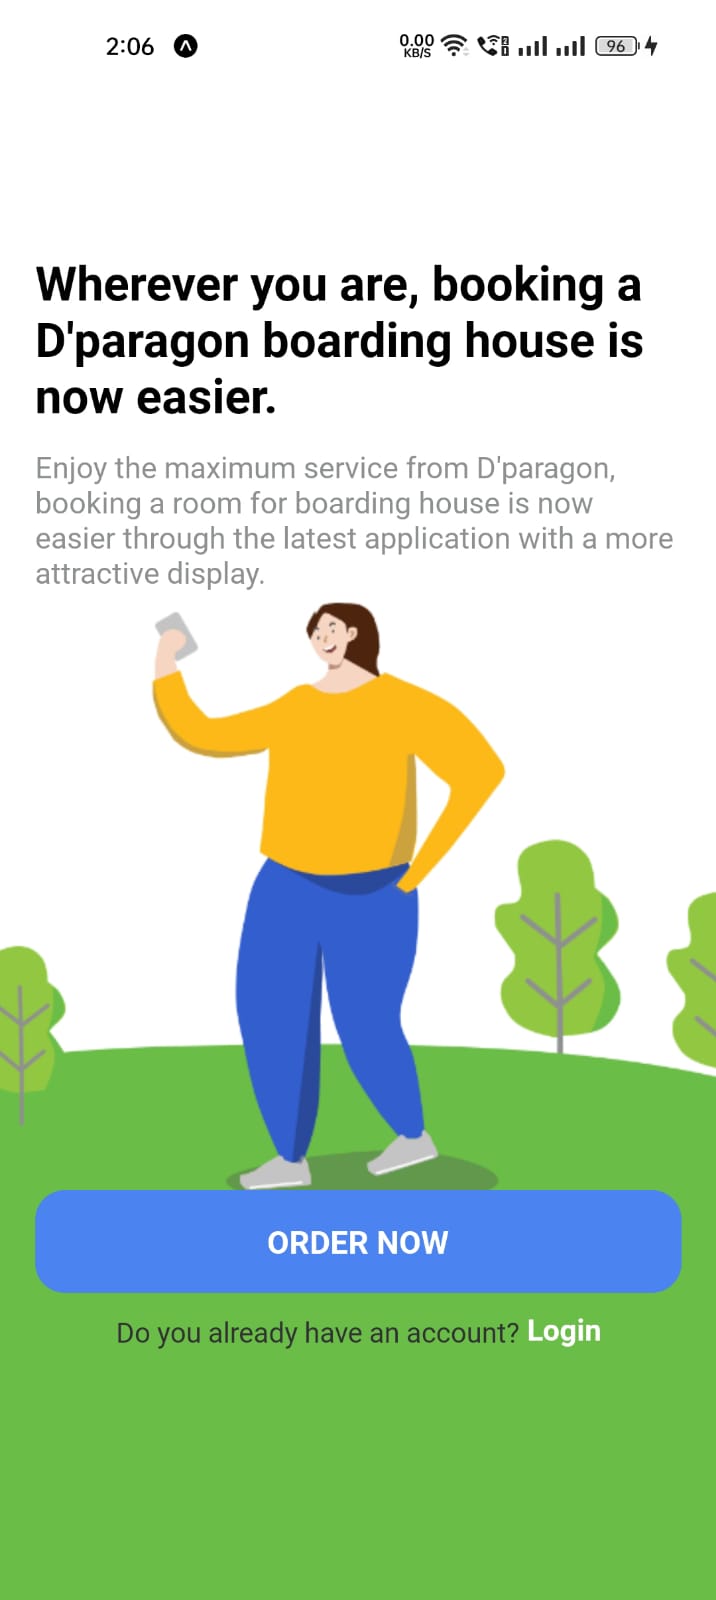 2:06
0.00
KB/S
96
Wherever you are, booking a
D'paragon boarding house is
now easier.
Enjoy the maximum service from D'paragon,
booking a room for boarding house is now
easier through the latest application with a more
attractive display.
ORDER NOW
Do you already have an account? Login